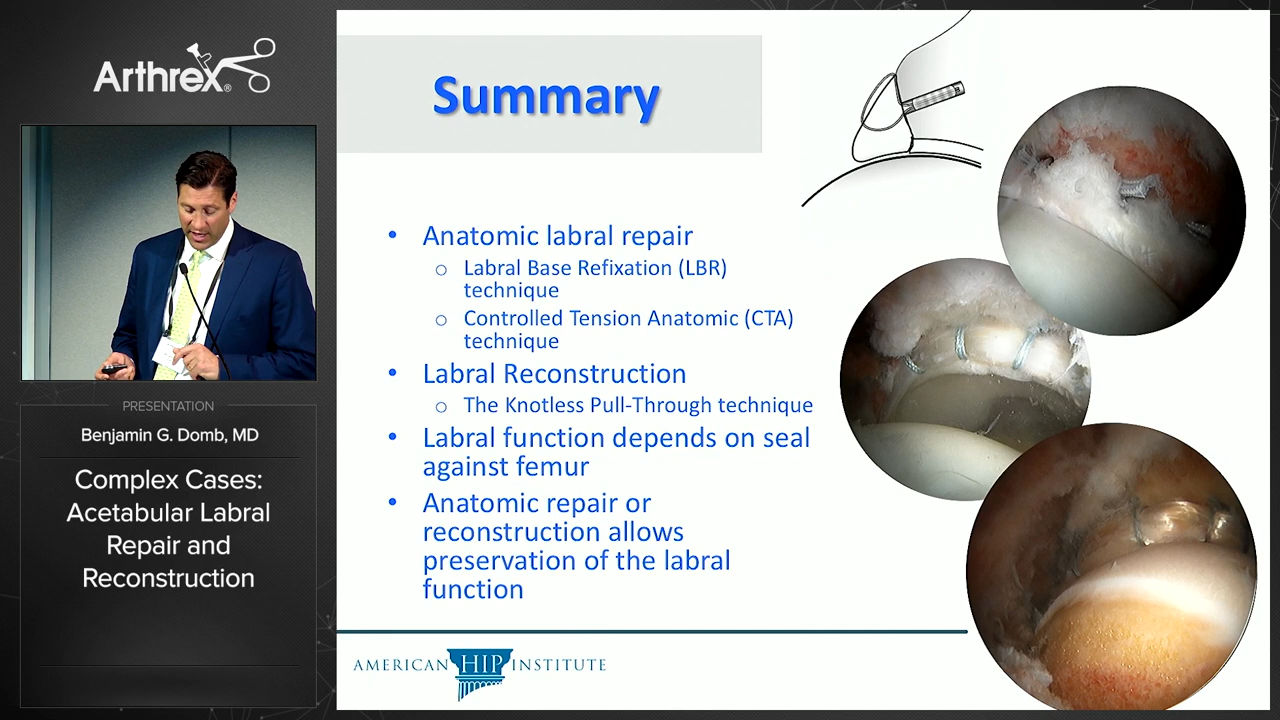 Arthrex®
PRESENTATION
Benjamin G. Domb, MD
Complex Cases:
Acetabular Labral
Repair and
Reconstruction
Summary
• Anatomic labral repair
o Labral Base Refixation (LBR)
technique
o Controlled Tension Anatomic (CTA)
technique
• Labral Reconstruction
o The Knotless Pull-Through technique
• Labral function depends on seal
against femur
• Anatomic repair or
reconstruction allows
preservation of the labral
function
AMERICAN HIP INSTITUTE